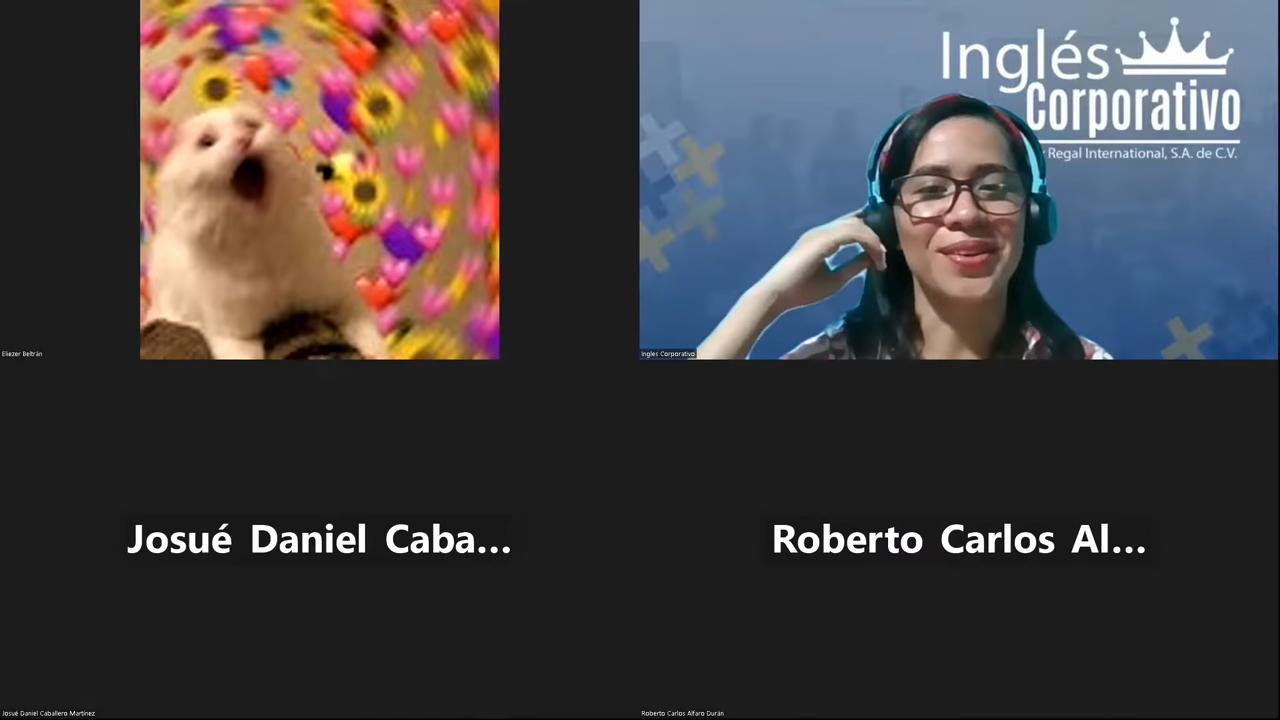 Inglés
Corporativo
y Regal International, S.A. de C.V.
Eliezer Beltrán
Inglés Corporativo
Josué Daniel Caba...
Roberto Carlos Al...
Josué Daniel Caballero Martínez
Roberto Carlos Alfaro Durán